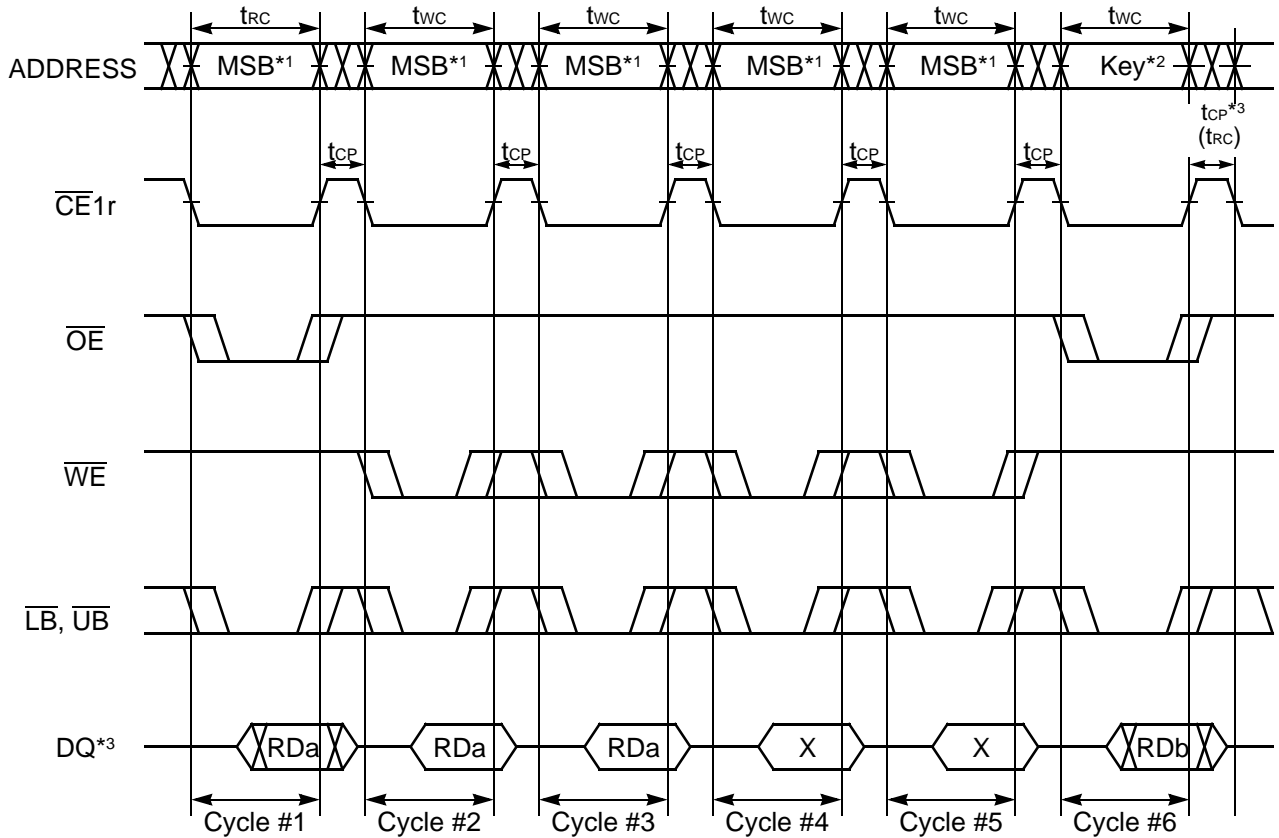 tRC tWC tWC tWC tWC tWC
ADDRESS MSB*1 MSB*1 MSB*1 MSB*1 MSB*1 Key*2
tCP*3
(tRC)
tCP tCP tCP tCP tCP
CE1r
OE
WE
LB, UB
DQ*3 RDa RDa RDa X X RDb
Cycle #1 Cycle #2 Cycle #3 Cycle #4 Cycle #5 Cycle #6